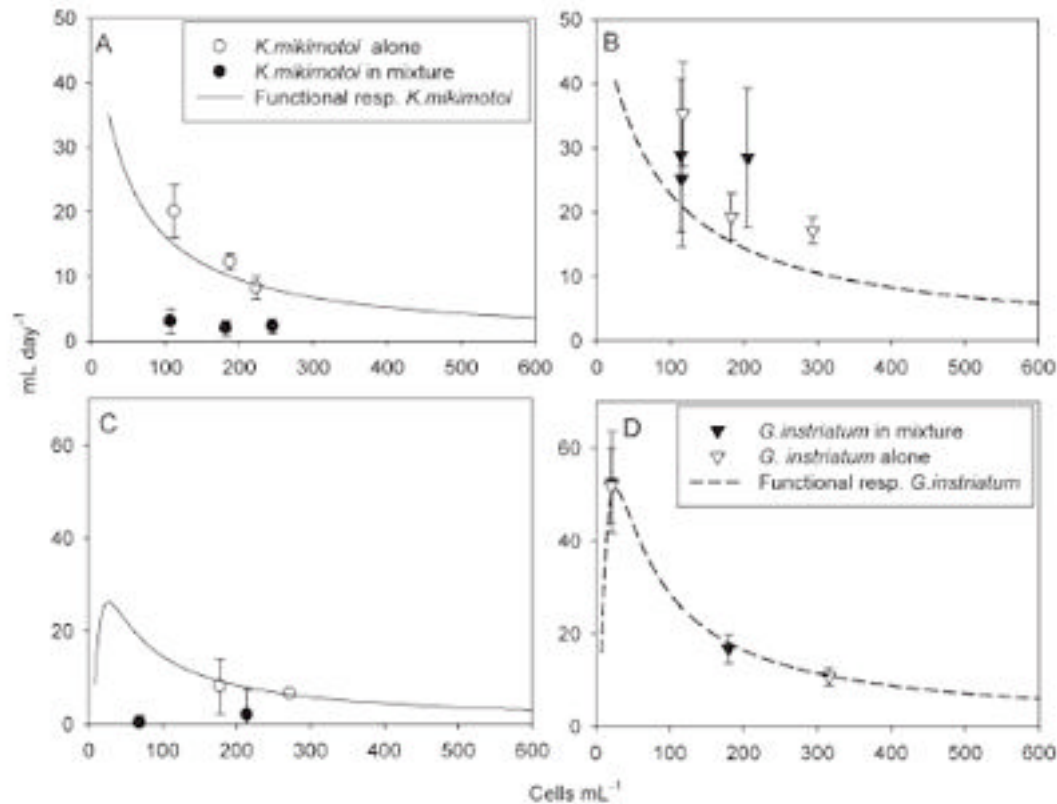 50
40
30
20
10
0
A
K.mikimotoi alone
K.mikimotoi in mixture
Functional resp. K.mikimotoi
0 100 200 300 400 500 600
50
40
30
20
10
0
B
0 100 200 300 400 500 600
mL day⁻¹
60
40
20
0
C
0 100 200 300 400 500 600
60
40
20
0
D
G.instriatum in mixture
G. instriatum alone
Functional resp. G.instriatum
0 100 200 300 400 500 600
Cells mL⁻¹